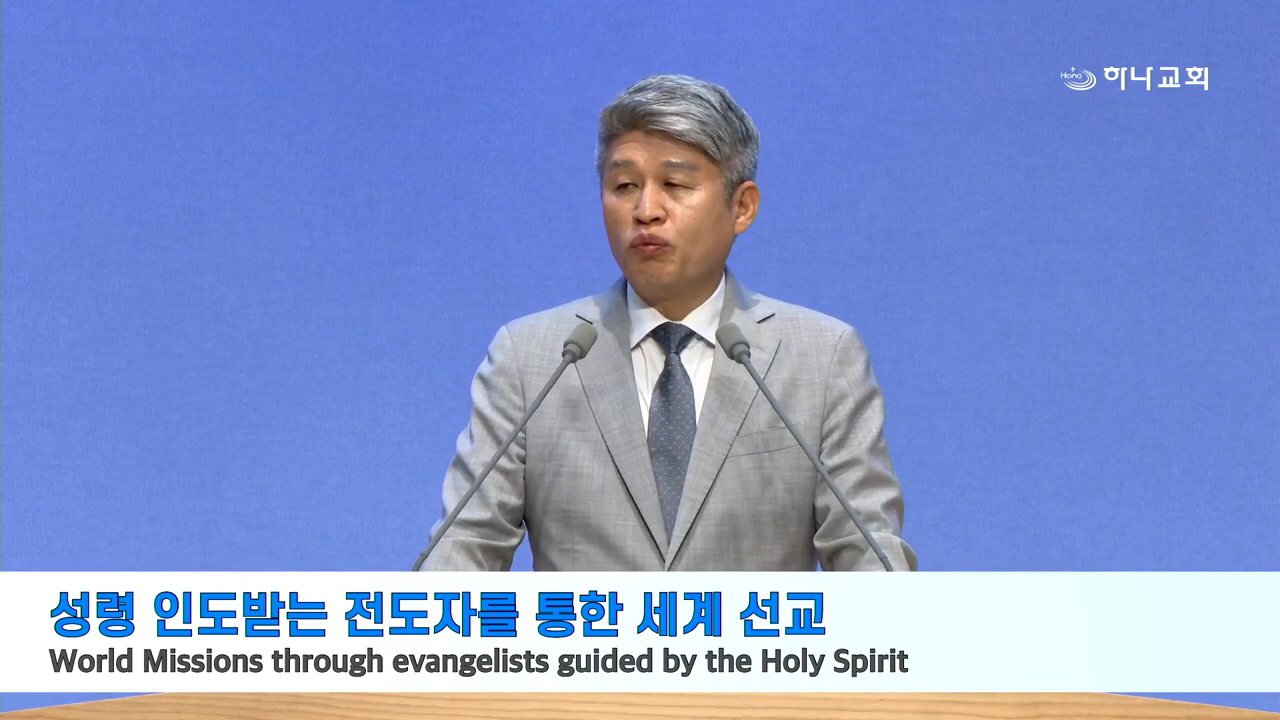 Hana 하나교회
성령 인도받는 전도자를 통한 세계 선교
World Missions through evangelists guided by the Holy Spirit